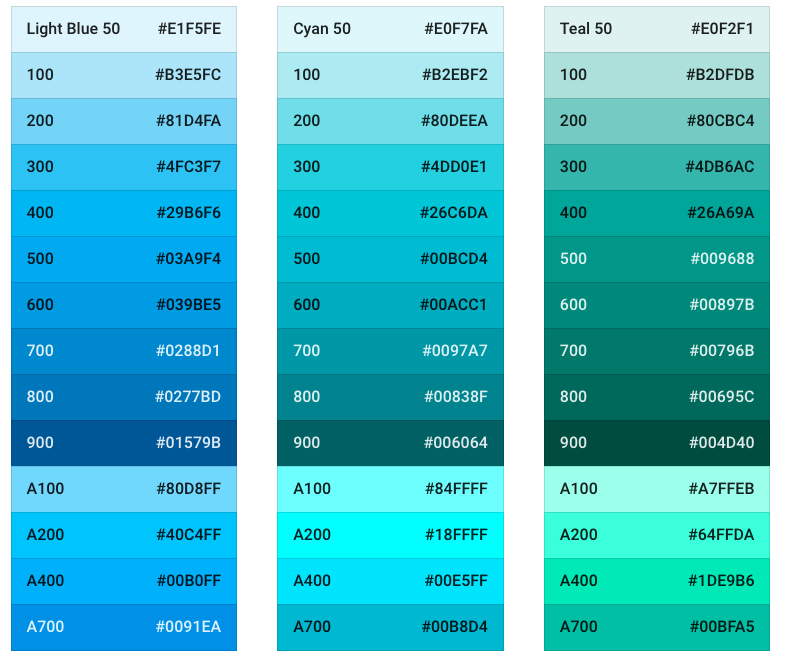 Light Blue 50 #E1F5FE
100 #B3E5FC
200 #81D4FA
300 #4FC3F7
400 #29B6F6
500 #03A9F4
600 #039BE5
700 #0288D1
800 #0277BD
900 #01579B
A100 #80D8FF
A200 #40C4FF
A400 #00B0FF
A700 #0091EA
Cyan 50 #E0F7FA
100 #B2EBF2
200 #80DEEA
300 #4DD0E1
400 #26C6DA
500 #00BCD4
600 #00ACC1
700 #0097A7
800 #00838F
900 #006064
A100 #84FFFF
A200 #18FFFF
A400 #00E5FF
A700 #00B8D4
Teal 50 #E0F2F1
100 #B2DFDB
200 #80CBC4
300 #4DB6AC
400 #26A69A
500 #009688
600 #00897B
700 #00796B
800 #00695C
900 #004D40
A100 #A7FFEB
A200 #64FFDA
A400 #1DE9B6
A700 #00BFA5